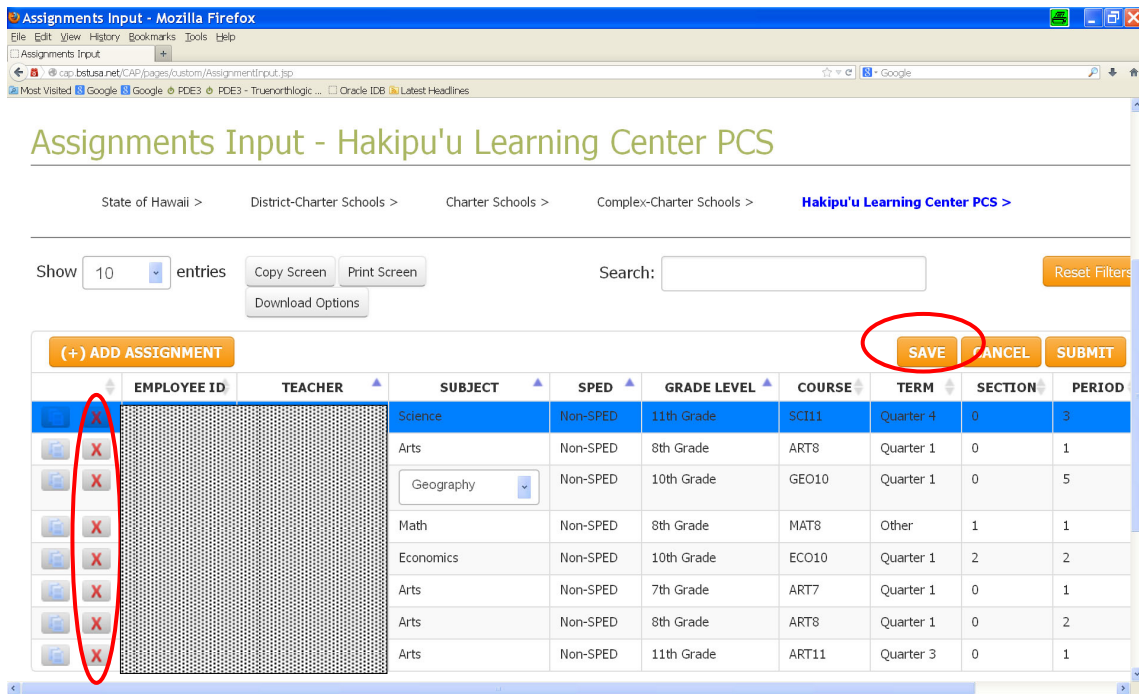 Assignments Input - Mozilla Firefox
File Edit View History Bookmarks Tools Help
Assignments Input +
cap.bstusa.net/CAP/pages/custom/AssignmentInput.jsp Google
Most Visited Google Google PDE3 PDE3 - Truenorthlogic ... Oracle IDB Latest Headlines
Assignments Input - Hakipu'u Learning Center PCS
State of Hawaii > District-Charter Schools > Charter Schools > Complex-Charter Schools > Hakipu'u Learning Center PCS >
Show 10 entries Copy Screen Print Screen Search: Reset Filters
Download Options
(+) ADD ASSIGNMENT SAVE CANCEL SUBMIT
EMPLOYEE ID TEACHER SUBJECT SPED GRADE LEVEL COURSE TERM SECTION PERIOD
X Science Non-SPED 11th Grade SCI11 Quarter 4 0 3
X Arts Non-SPED 8th Grade ART8 Quarter 1 0 1
X Geography Non-SPED 10th Grade GEO10 Quarter 1 0 5
X Math Non-SPED 8th Grade MAT8 Other 1 1
X Economics Non-SPED 10th Grade ECO10 Quarter 1 2 2
X Arts Non-SPED 7th Grade ART7 Quarter 1 0 1
X Arts Non-SPED 8th Grade ART8 Quarter 1 0 2
X Arts Non-SPED 11th Grade ART11 Quarter 3 0 1